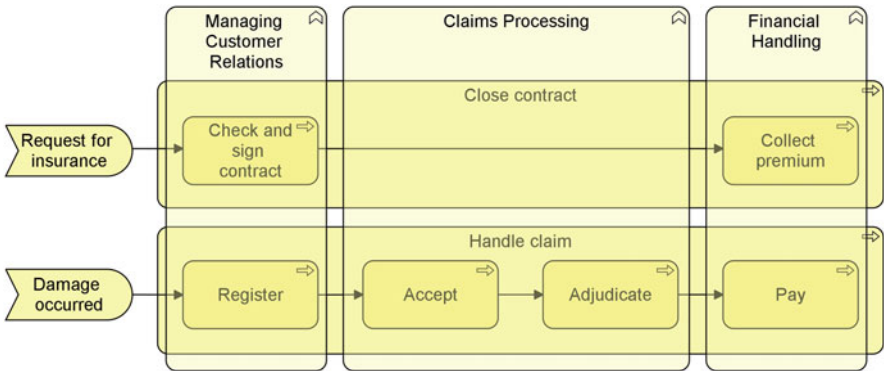 Managing
Customer
Relations
Claims Processing
Financial
Handling
Close contract
Request for
insurance
Check and
sign
contract
Collect
premium
Handle claim
Damage
occurred
Register
Accept
Adjudicate
Pay